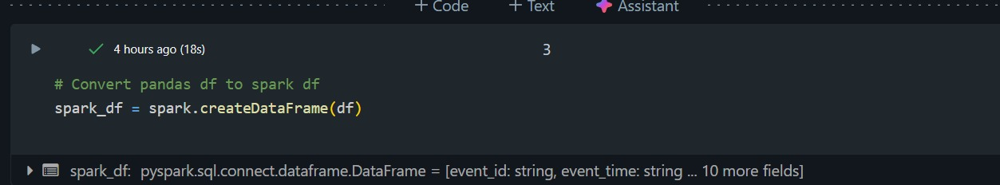 Code Text Assistant
4 hours ago (18s) 3
# Convert pandas df to spark df
spark_df = spark.createDataFrame(df)
spark_df: pyspark.sql.connect.dataframe.DataFrame = [event_id: string, event_time: string ... 10 more fields]